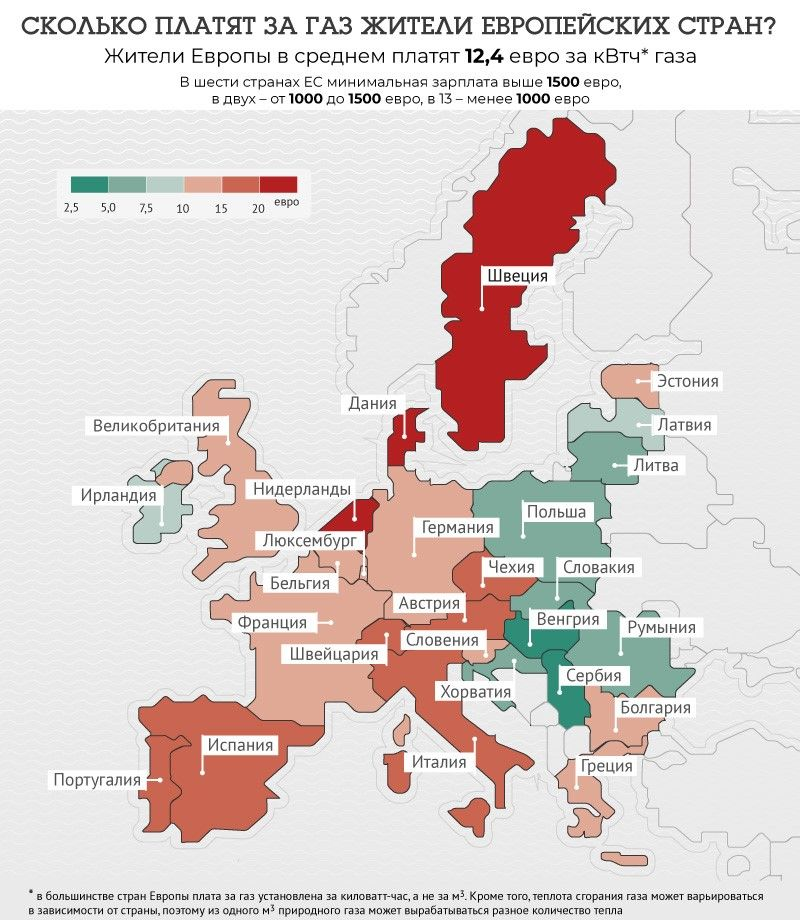 СКОЛЬКО ПЛАТЯТ ЗА ГАЗ ЖИТЕЛИ ЕВРОПЕЙСКИХ СТРАН?
Жители Европы в среднем платят 12,4 евро за кВтч* газа
В шести странах ЕС минимальная зарплата выше 1500 евро,
в двух – от 1000 до 1500 евро, в 13 – менее 1000 евро
2,5 5,0 7,5 10 15 20 евро
Швеция
Эстония
Дания
Великобритания
Латвия
Литва
Нидерланды
Ирландия
Польша
Германия
Люксембург
Чехия
Словакия
Бельгия
Австрия
Венгрия
Франция
Румыния
Словения
Швейцария
Сербия
Хорватия
Болгария
Испания
Италия
Греция
Португалия
* в большинстве стран Европы плата за газ установлена за киловатт-час, а не за м³. Кроме того, теплота сгорания газа может варьироваться
в зависимости от страны, поэтому из одного м³ природного газа может вырабатываться разное количество тепла